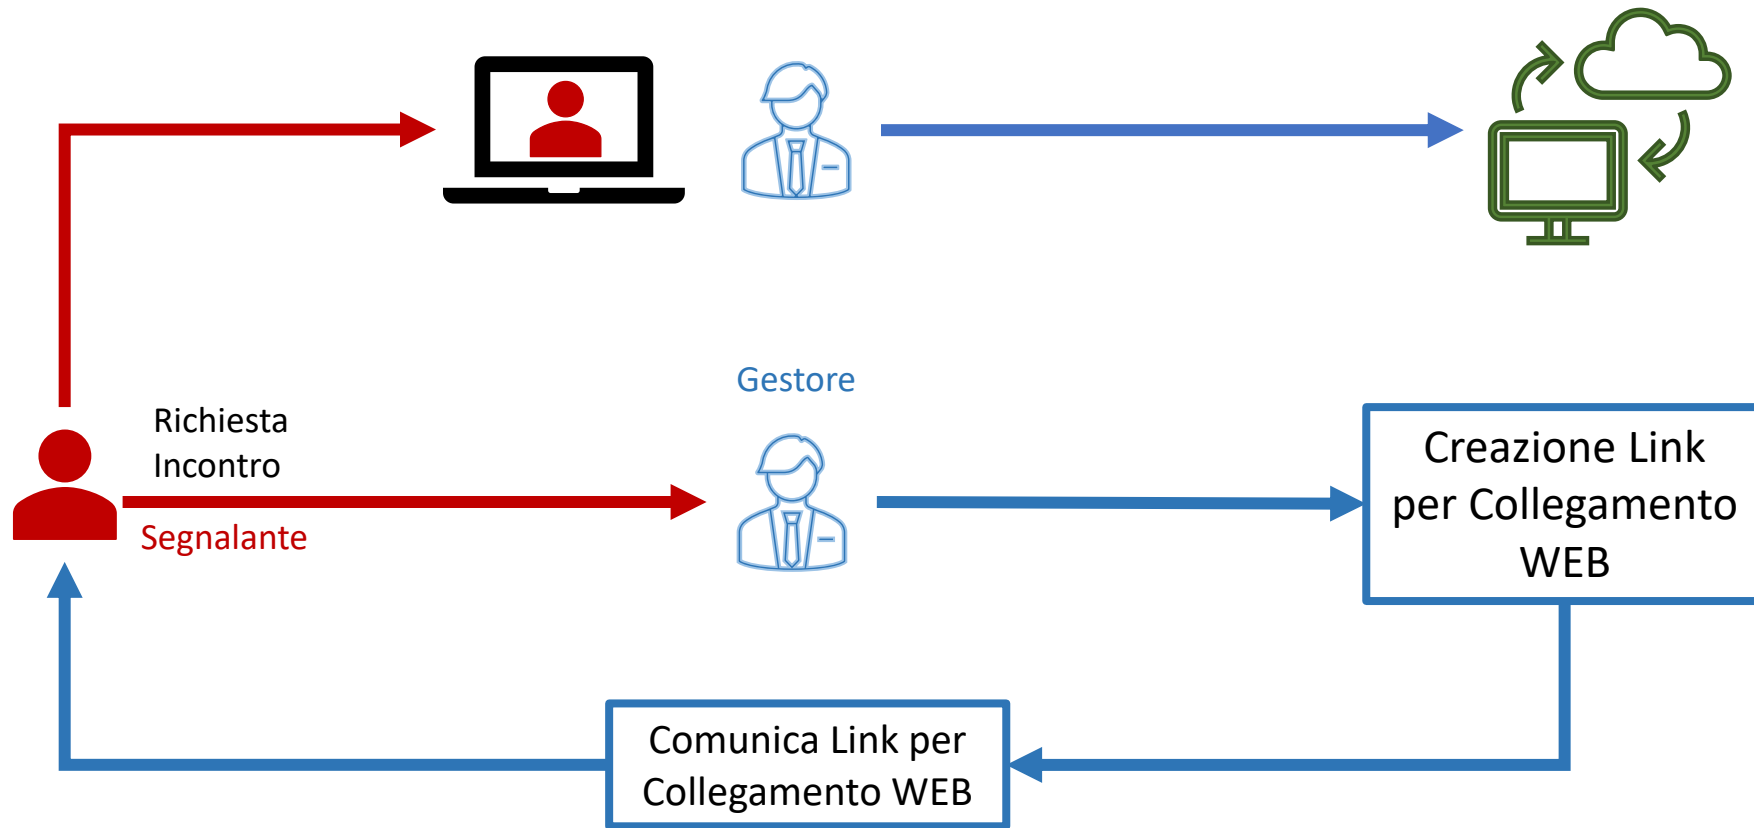 Gestore
Richiesta
Incontro
Segnalante
Creazione Link
per Collegamento
WEB
Comunica Link per
Collegamento WEB